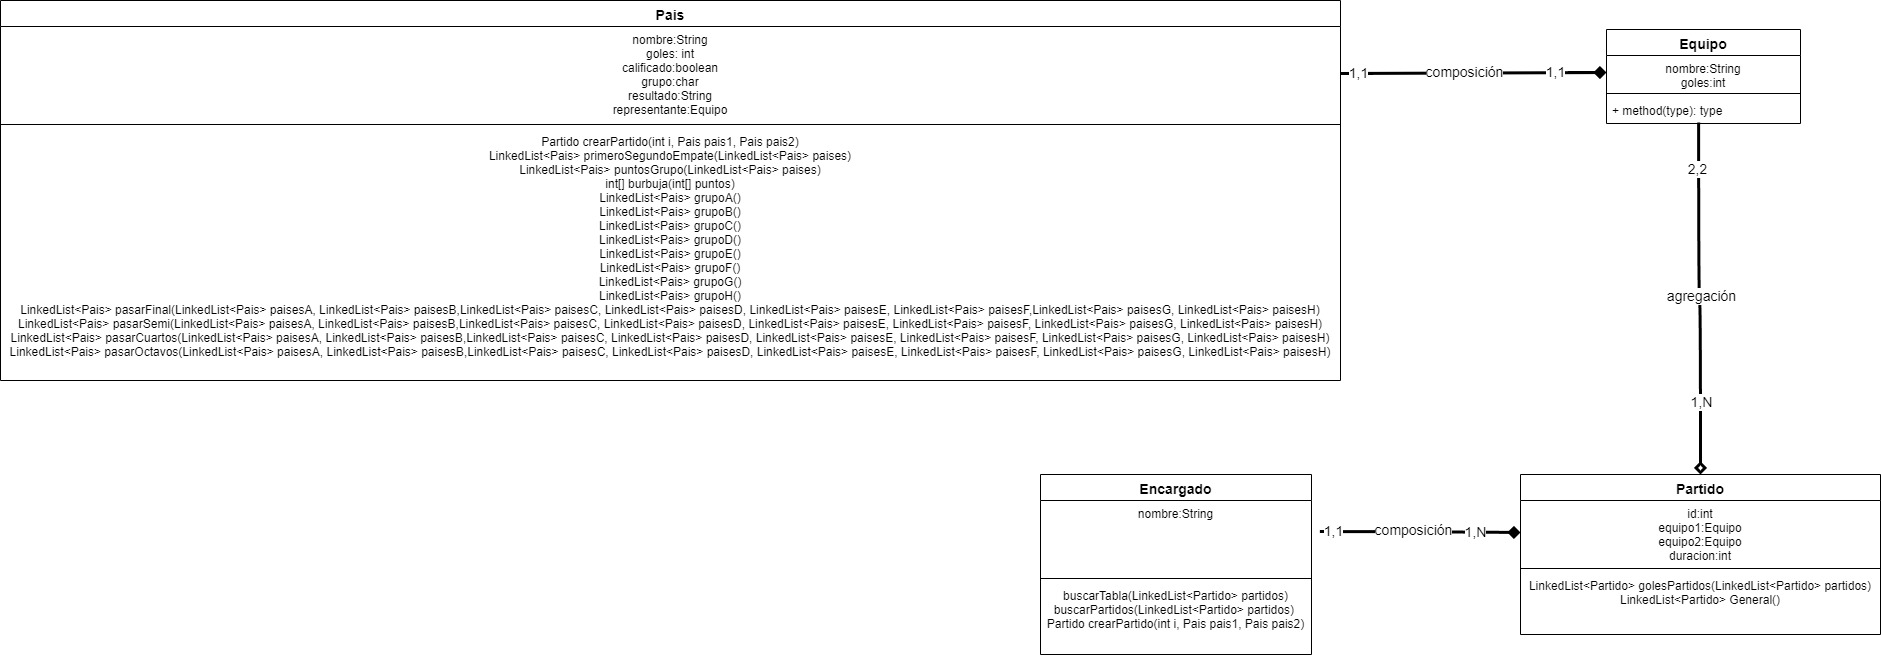 Pais
nombre:String
goles: int
calificado:boolean
grupo:char
resultado:String
representante:Equipo
Partido crearPartido(int i, Pais pais1, Pais pais2)
LinkedList<Pais> primeroSegundoEmpate(LinkedList<Pais> paises)
LinkedList<Pais> puntosGrupo(LinkedList<Pais> paises)
int[] burbuja(int[] puntos)
LinkedList<Pais> grupoA()
LinkedList<Pais> grupoB()
LinkedList<Pais> grupoC()
LinkedList<Pais> grupoD()
LinkedList<Pais> grupoE()
LinkedList<Pais> grupoF()
LinkedList<Pais> grupoG()
LinkedList<Pais> grupoH()
LinkedList<Pais> pasarFinal(LinkedList<Pais> paisesA, LinkedList<Pais> paisesB,LinkedList<Pais> paisesC, LinkedList<Pais> paisesD, LinkedList<Pais> paisesE, LinkedList<Pais> paisesF,LinkedList<Pais> paisesG, LinkedList<Pais> paisesH)
LinkedList<Pais> pasarSemi(LinkedList<Pais> paisesA, LinkedList<Pais> paisesB,LinkedList<Pais> paisesC, LinkedList<Pais> paisesD, LinkedList<Pais> paisesE, LinkedList<Pais> paisesF, LinkedList<Pais> paisesG, LinkedList<Pais> paisesH)
LinkedList<Pais> pasarCuartos(LinkedList<Pais> paisesA, LinkedList<Pais> paisesB,LinkedList<Pais> paisesC, LinkedList<Pais> paisesD, LinkedList<Pais> paisesE, LinkedList<Pais> paisesF, LinkedList<Pais> paisesG, LinkedList<Pais> paisesH)
LinkedList<Pais> pasarOctavos(LinkedList<Pais> paisesA, LinkedList<Pais> paisesB,LinkedList<Pais> paisesC, LinkedList<Pais> paisesD, LinkedList<Pais> paisesE, LinkedList<Pais> paisesF, LinkedList<Pais> paisesG, LinkedList<Pais> paisesH)
1,1 composición 1,1
Equipo
nombre:String
goles:int
+ method(type): type
2,2
agregación
1,N
Encargado
nombre:String
buscarTabla(LinkedList<Partido> partidos)
buscarPartidos(LinkedList<Partido> partidos)
Partido crearPartido(int i, Pais pais1, Pais pais2)
1,1 composición 1,N
Partido
id:int
equipo1:Equipo
equipo2:Equipo
duracion:int
LinkedList<Partido> golesPartidos(LinkedList<Partido> partidos)
LinkedList<Partido> General()